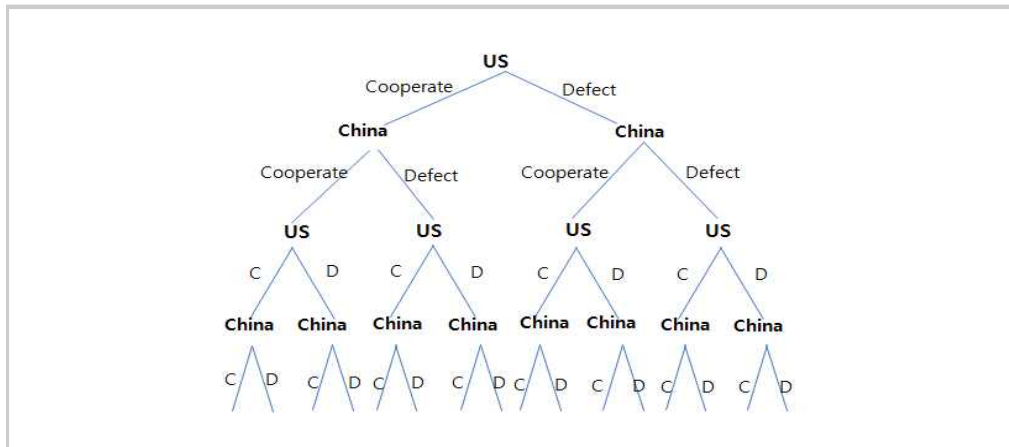 US
Cooperate Defect
China China
Cooperate Defect Cooperate Defect
US US US US
C D C D C D C D
China China China China China China China China
C D C D C D C D C D C D C D C D